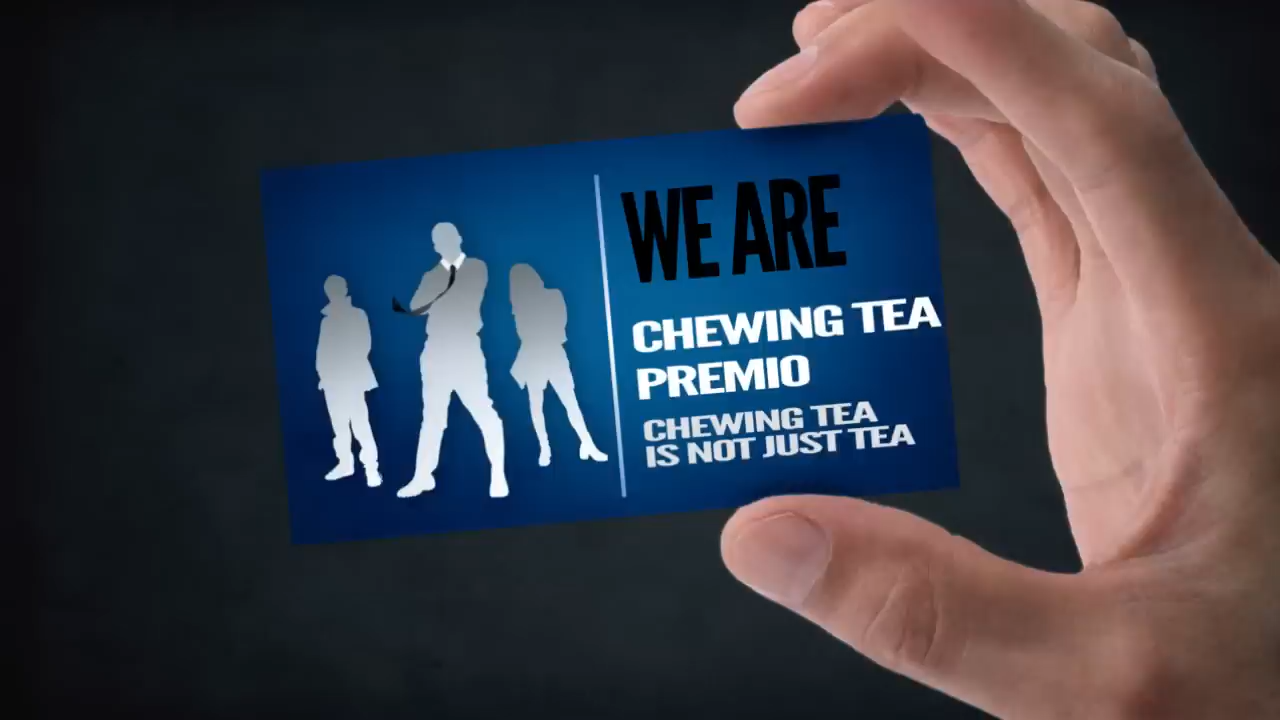 WE ARE
CHEWING TEA
PREMIO
CHEWING TEA
IS NOT JUST TEA